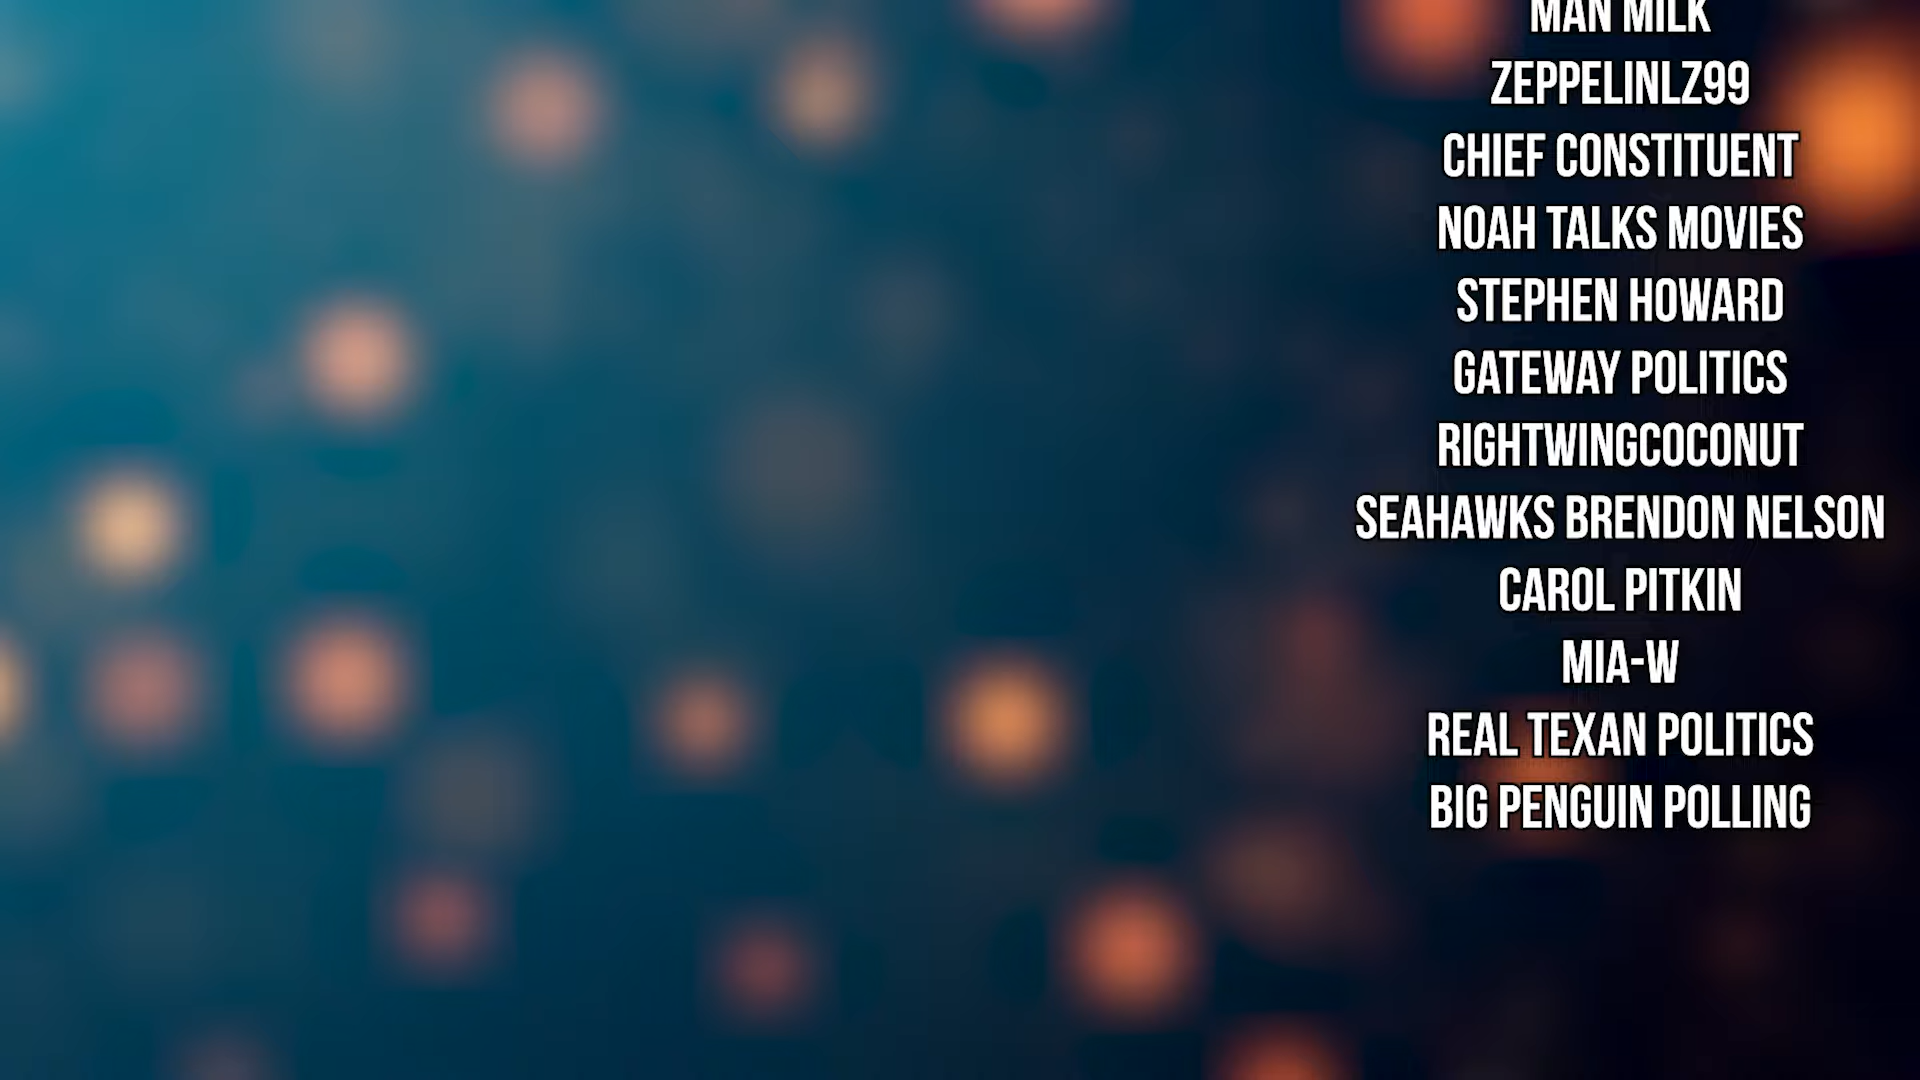 MAN MILK
ZEPPELINLZ99
CHIEF CONSTITUENT
NOAH TALKS MOVIES
STEPHEN HOWARD
GATEWAY POLITICS
RIGHTWINGCOCONUT
SEAHAWKS BRENDON NELSON
CAROL PITKIN
MIA-W
REAL TEXAN POLITICS
BIG PENGUIN POLLING